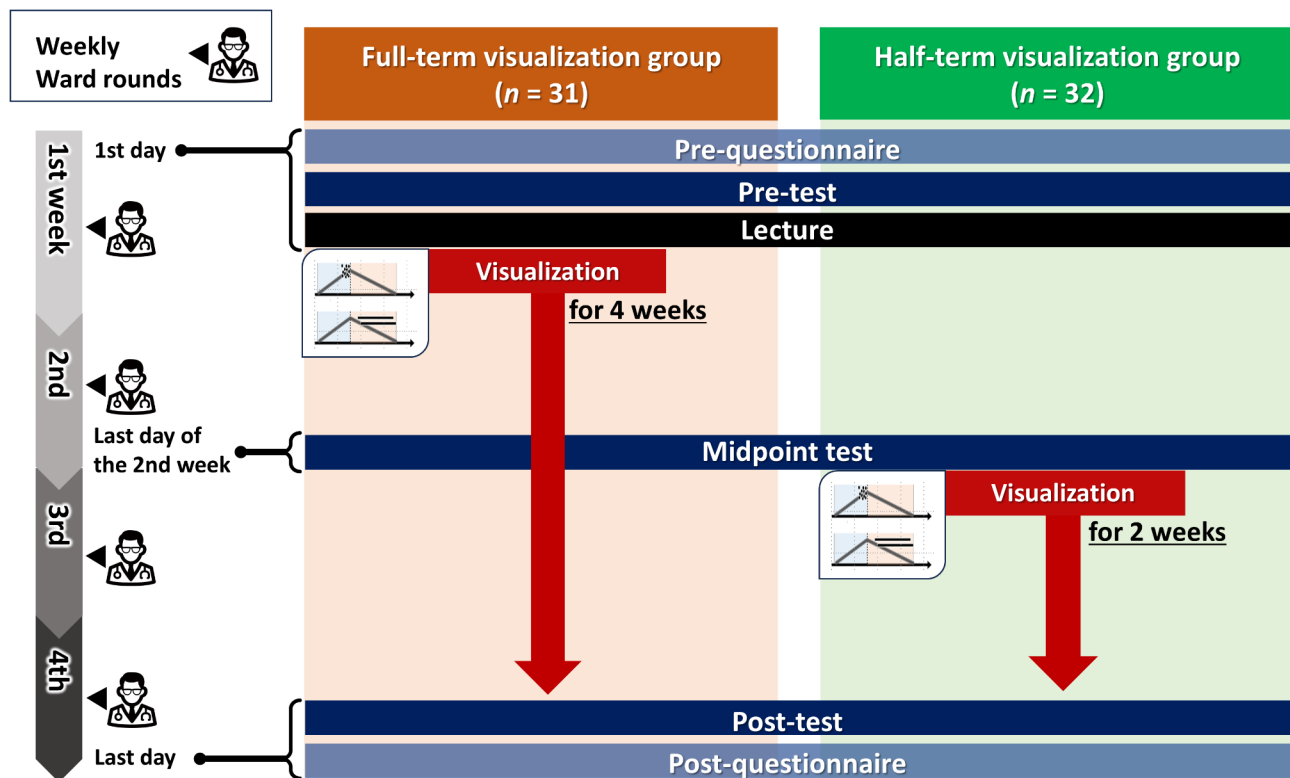 Weekly
Ward rounds
Full-term visualization group
(n = 31)
Half-term visualization group
(n = 32)
1st week
1st day
Pre-questionnaire
Pre-test
Lecture
Visualization
for 4 weeks
2nd
Last day of
the 2nd week
Midpoint test
3rd
Visualization
for 2 weeks
4th
Post-test
Last day
Post-questionnaire